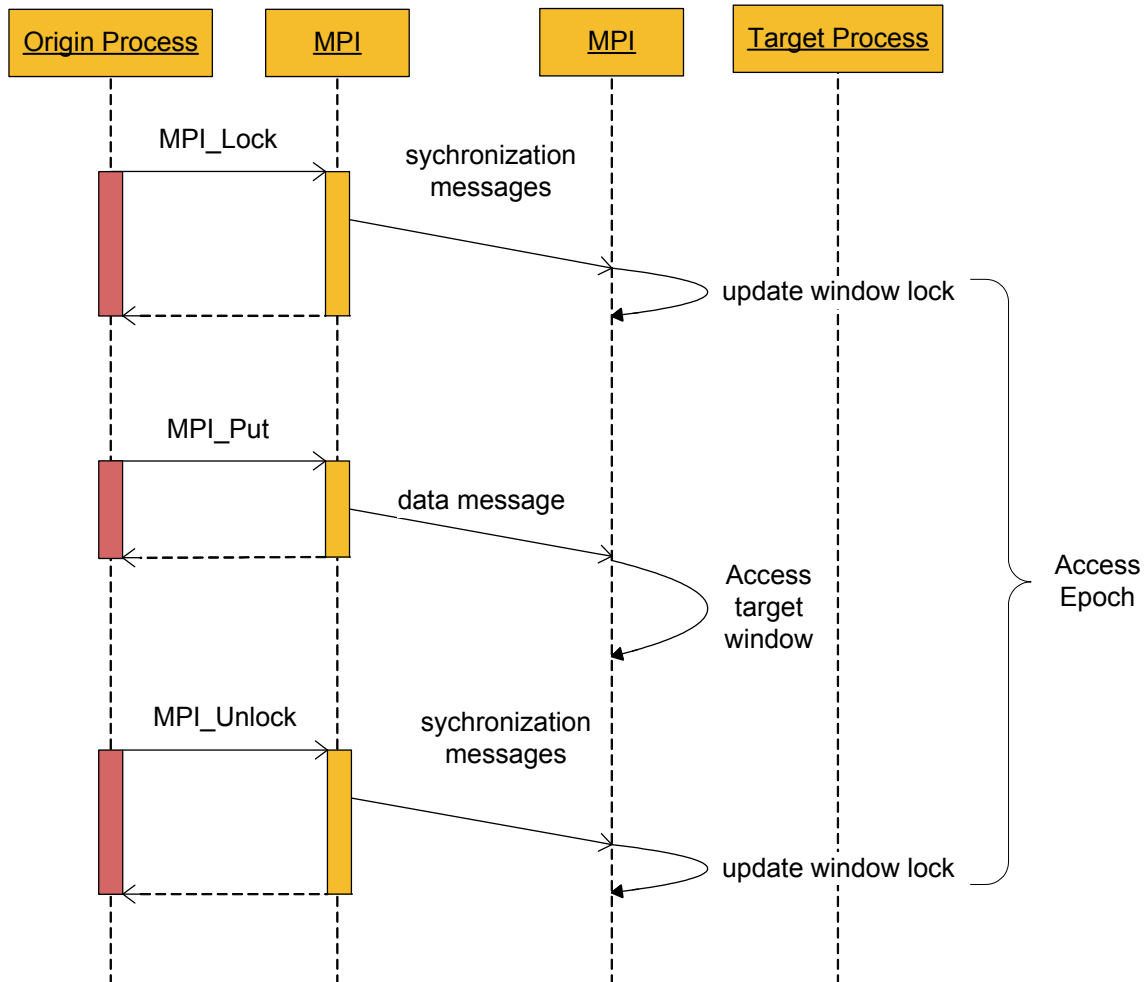 Origin Process
MPI
MPI
Target Process
MPI_Lock
sychronization
messages
update window lock
MPI_Put
data message
Access
target
window
Access
Epoch
MPI_Unlock
sychronization
messages
update window lock